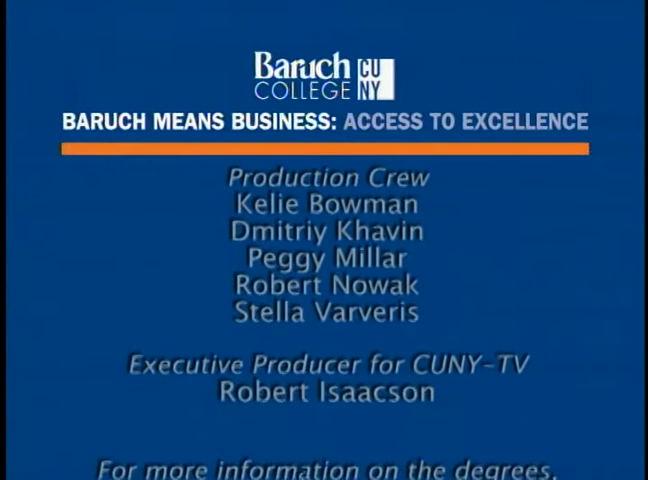 Baruch CU
COLLEGE NY
BARUCH MEANS BUSINESS: ACCESS TO EXCELLENCE
Production Crew
Kelie Bowman
Dmitriy Khavin
Peggy Millar
Robert Nowak
Stella Varveris
Executive Producer for CUNY-TV
Robert Isaacson
For more information on the degrees,